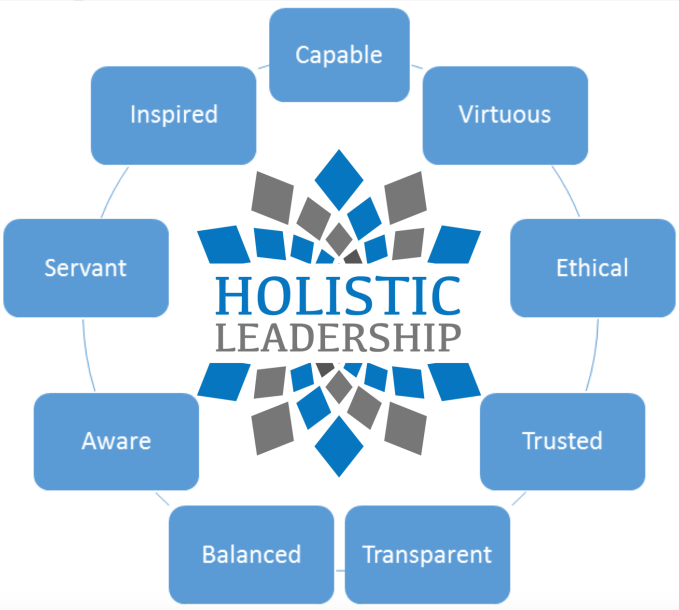 Capable
Virtuous
Ethical
Trusted
Transparent
Balanced
Aware
Servant
Inspired
HOLISTIC
LEADERSHIP